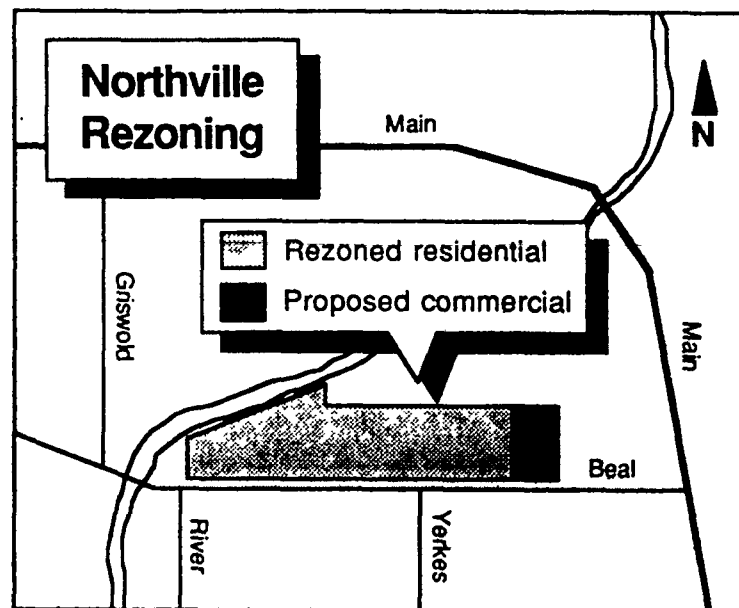 Northville
Rezoning
Main
N
Rezoned residential
Proposed commercial
Griswold
Main
Beal
River
Yerkes